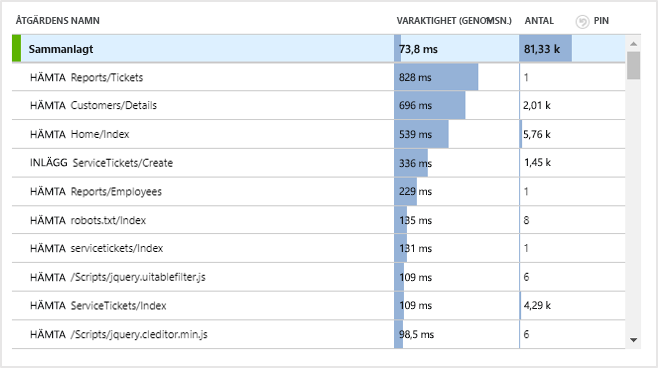 ÅTGÄRDENS NAMN VARAKTIGHET (GENOMSN.) ANTAL PIN
Sammanlagt 73,8 ms 81,33 k
HÄMTA Reports/Tickets 828 ms 1
HÄMTA Customers/Details 696 ms 2,01 k
HÄMTA Home/Index 539 ms 5,76 k
INLÄGG ServiceTickets/Create 336 ms 1,45 k
HÄMTA Reports/Employees 229 ms 1
HÄMTA robots.txt/Index 135 ms 8
HÄMTA servicetickets/Index 131 ms 1
HÄMTA /Scripts/jquery.uitablefilter.js 109 ms 6
HÄMTA ServiceTickets/Index 109 ms 4,29 k
HÄMTA /Scripts/jquery.cleditor.min.js 98,5 ms 6